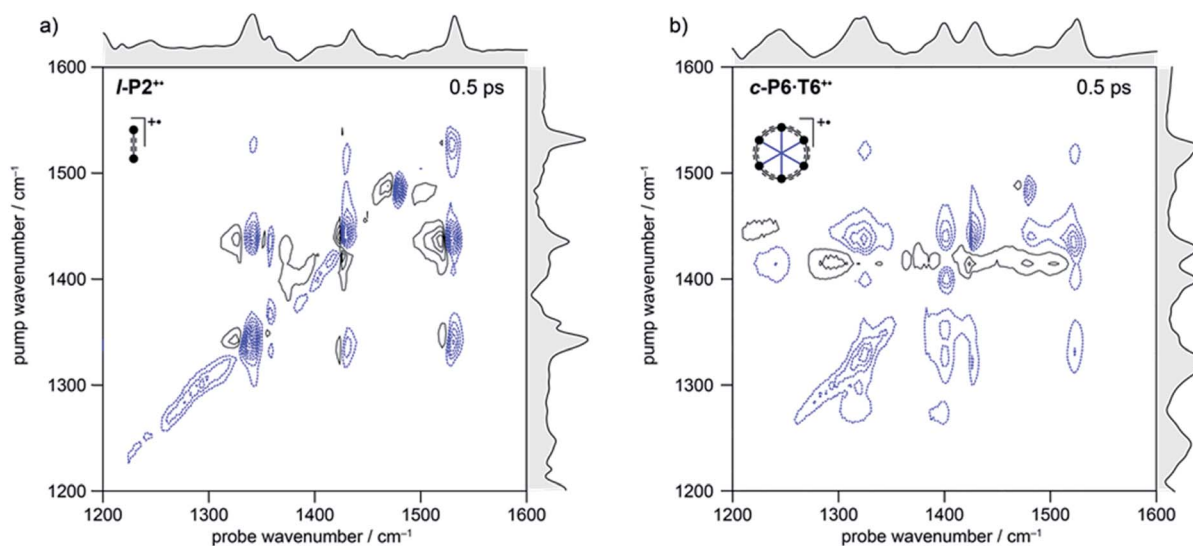 a)
l-P2+•
0.5 ps
+•
1600
1500
1400
1300
1200
pump wavenumber / cm⁻¹
1200 1300 1400 1500 1600
probe wavenumber / cm⁻¹
b)
c-P6·T6+•
0.5 ps
+•
1600
1500
1400
1300
1200
pump wavenumber / cm⁻¹
1200 1300 1400 1500 1600
probe wavenumber / cm⁻¹